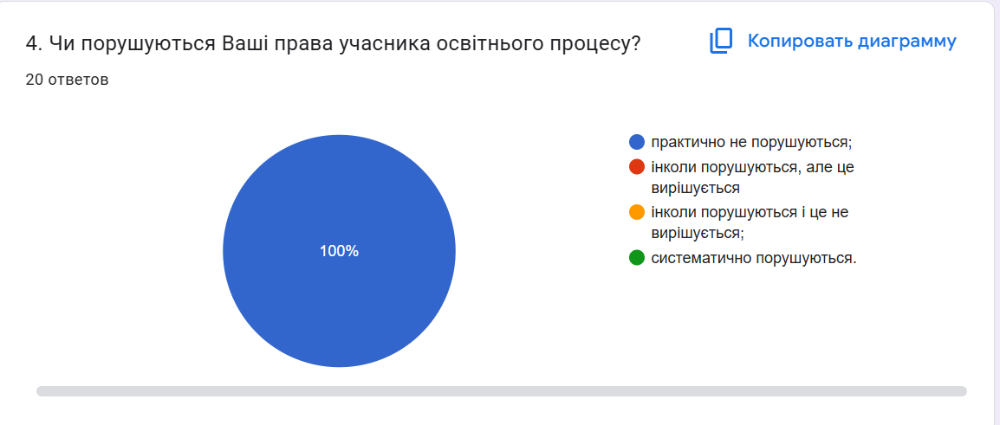 4. Чи порушуються Ваші права учасника освітнього процесу?
Копировать диаграмму
20 ответов
100%
практично не порушуються;
інколи порушуються, але це
вирішується
інколи порушуються і це не
вирішується;
систематично порушуються.